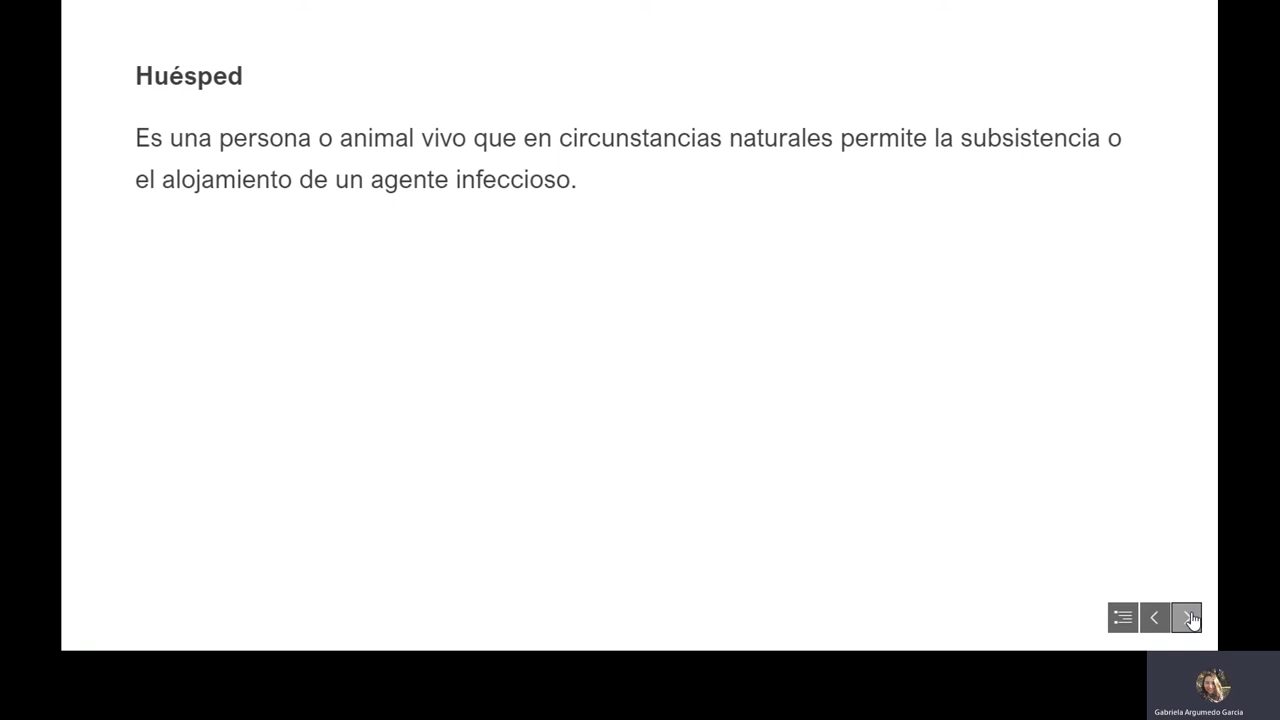 Huésped
Es una persona o animal vivo que en circunstancias naturales permite la subsistencia o
el alojamiento de un agente infeccioso.
Gabriela Argumedo Garcia